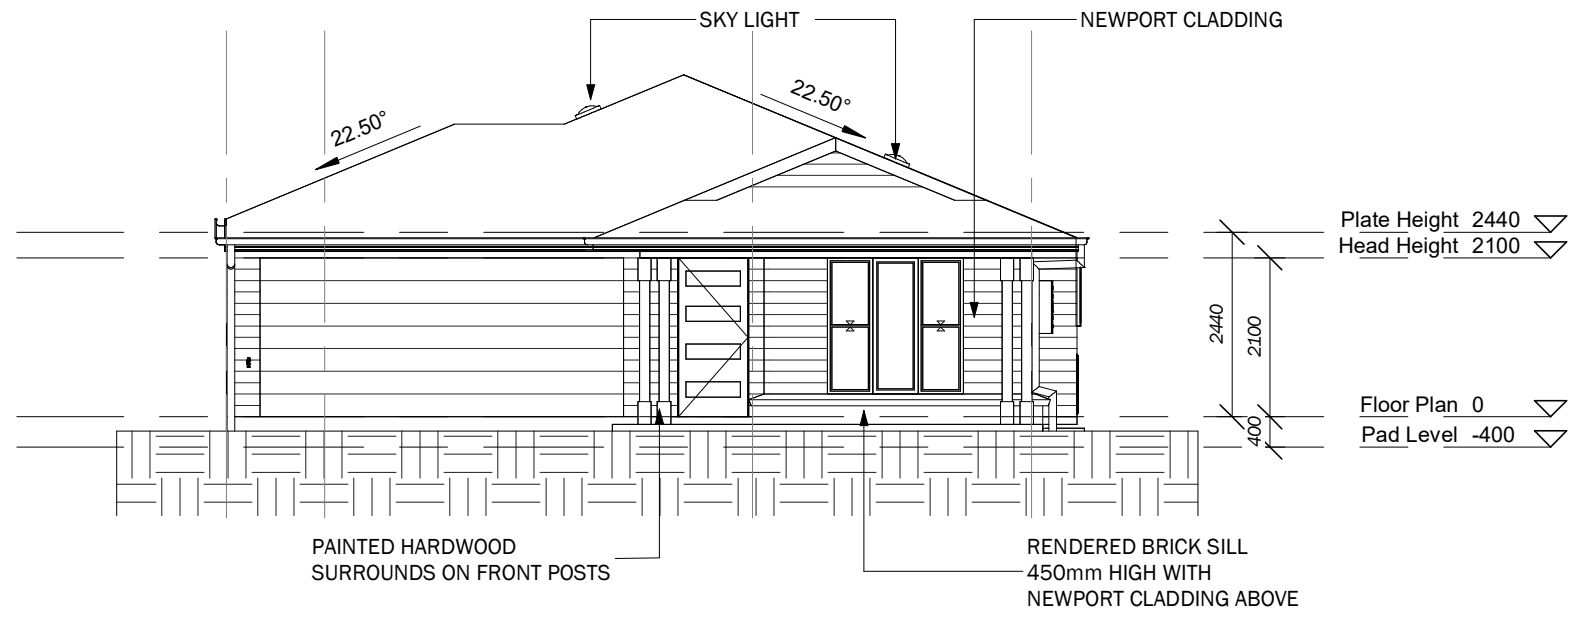 SKY LIGHT
NEWPORT CLADDING
22.50°
22.50°
Plate Height 2440
Head Height 2100
2440
2100
Floor Plan 0
400
Pad Level -400
PAINTED HARDWOOD
SURROUNDS ON FRONT POSTS
RENDERED BRICK SILL
450mm HIGH WITH
NEWPORT CLADDING ABOVE